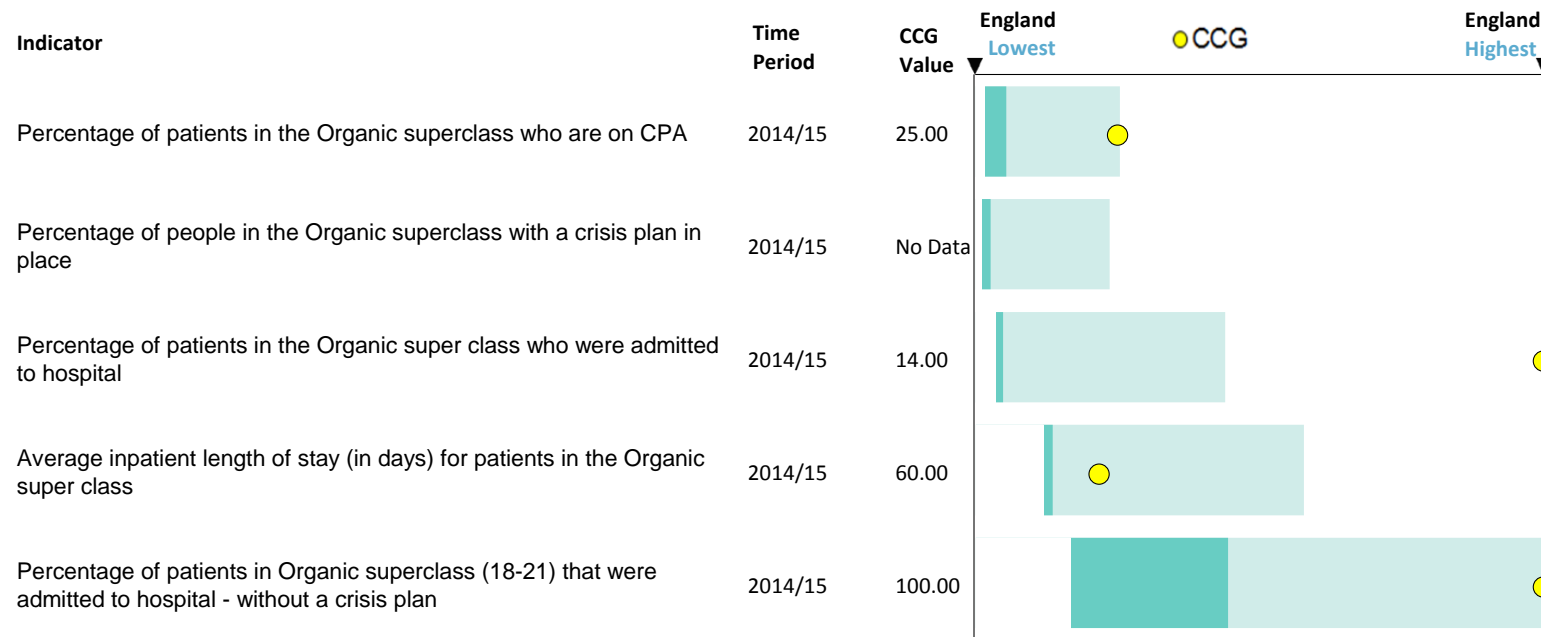 Indicator
Time
Period
CCG
Value
England
Lowest
CCG
England
Highest
Percentage of patients in the Organic superclass who are on CPA
2014/15
25.00
Percentage of people in the Organic superclass with a crisis plan in
place
2014/15
No Data
Percentage of patients in the Organic super class who were admitted
to hospital
2014/15
14.00
Average inpatient length of stay (in days) for patients in the Organic
super class
2014/15
60.00
Percentage of patients in Organic superclass (18-21) that were
admitted to hospital - without a crisis plan
2014/15
100.00